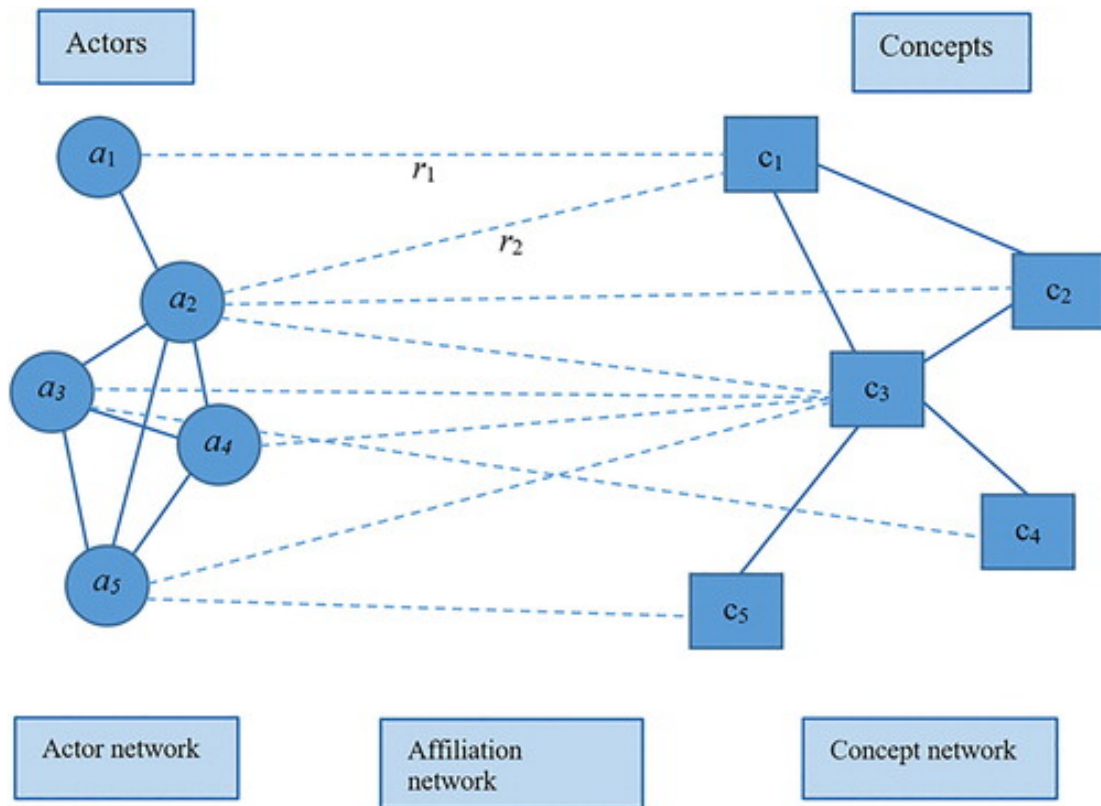 Actors
Concepts
a1
c1
r1
r2
a2
c2
a3
c3
a4
c4
a5
c5
Actor network
Affiliation
network
Concept network